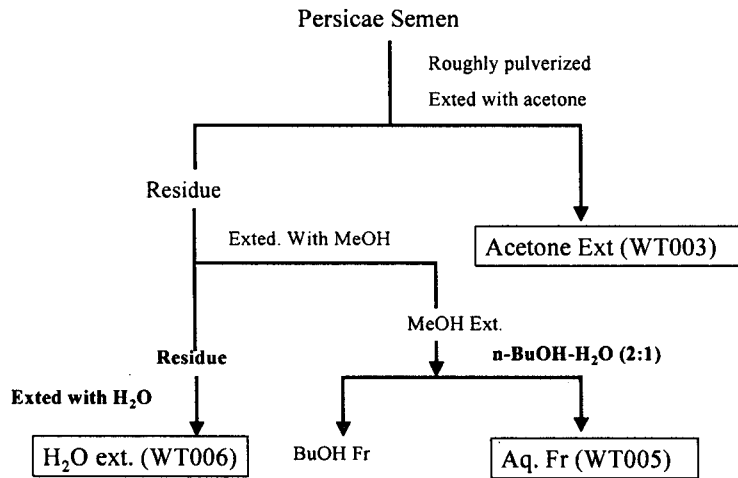 Persicae Semen
Roughly pulverized
Exted with acetone
Residue
Acetone Ext (WT003)
Exted. With MeOH
MeOH Ext.
n-BuOH-H₂O (2:1)
Residue
Exted with H₂O
H₂O ext. (WT006)
BuOH Fr
Aq. Fr (WT005)